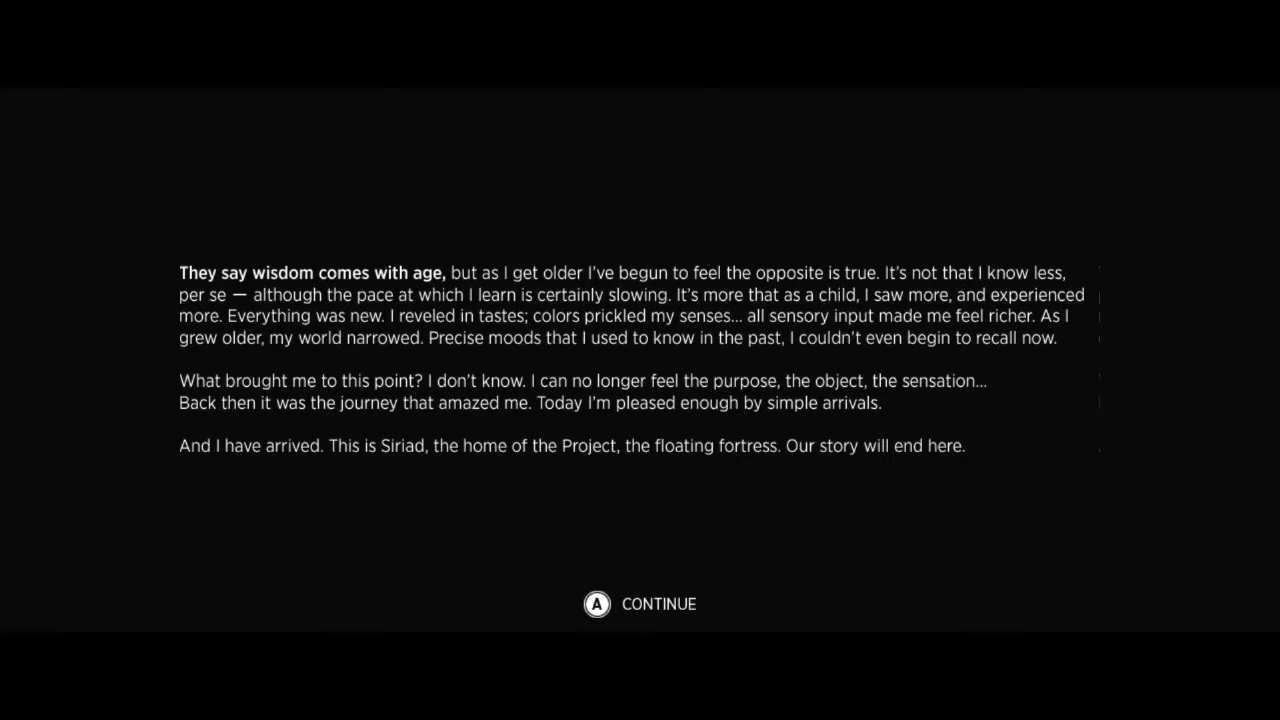 They say wisdom comes with age, but as I get older I've begun to feel the opposite is true. It's not that I know less,
per se — although the pace at which I learn is certainly slowing. It's more that as a child, I saw more, and experienced
more. Everything was new. I reveled in tastes; colors prickled my senses... all sensory input made me feel richer. As I
grew older, my world narrowed. Precise moods that I used to know in the past, I couldn't even begin to recall now.
What brought me to this point? I don't know. I can no longer feel the purpose, the object, the sensation...
Back then it was the journey that amazed me. Today I'm pleased enough by simple arrivals.
And I have arrived. This is Siriad, the home of the Project, the floating fortress. Our story will end here.
A CONTINUE